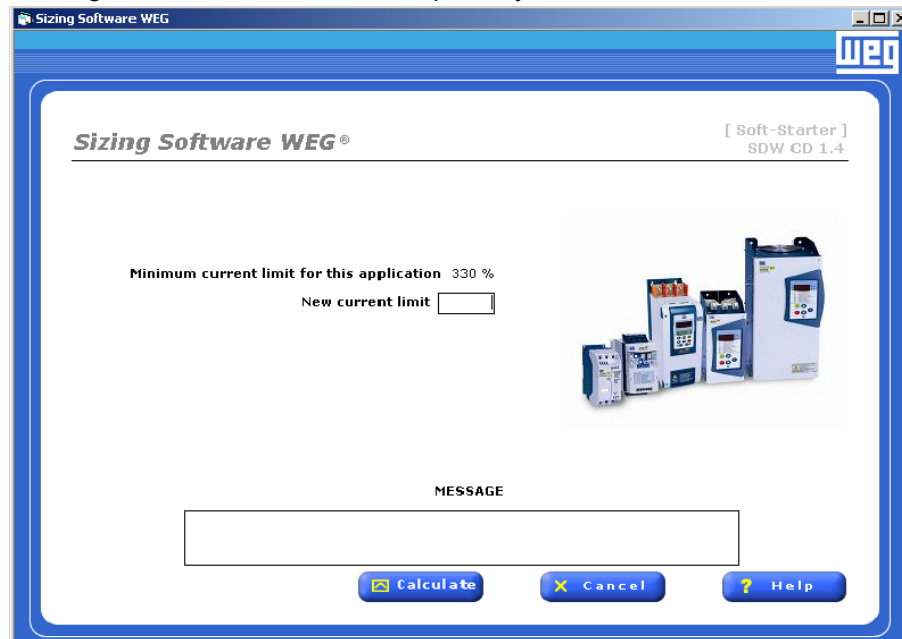 Sizing Software WEG
weg
Sizing Software WEG®
[ Soft-Starter ]
SDW CD 1.4
Minimum current limit for this application 330 %
New current limit
MESSAGE
Calculate
X Cancel
? Help